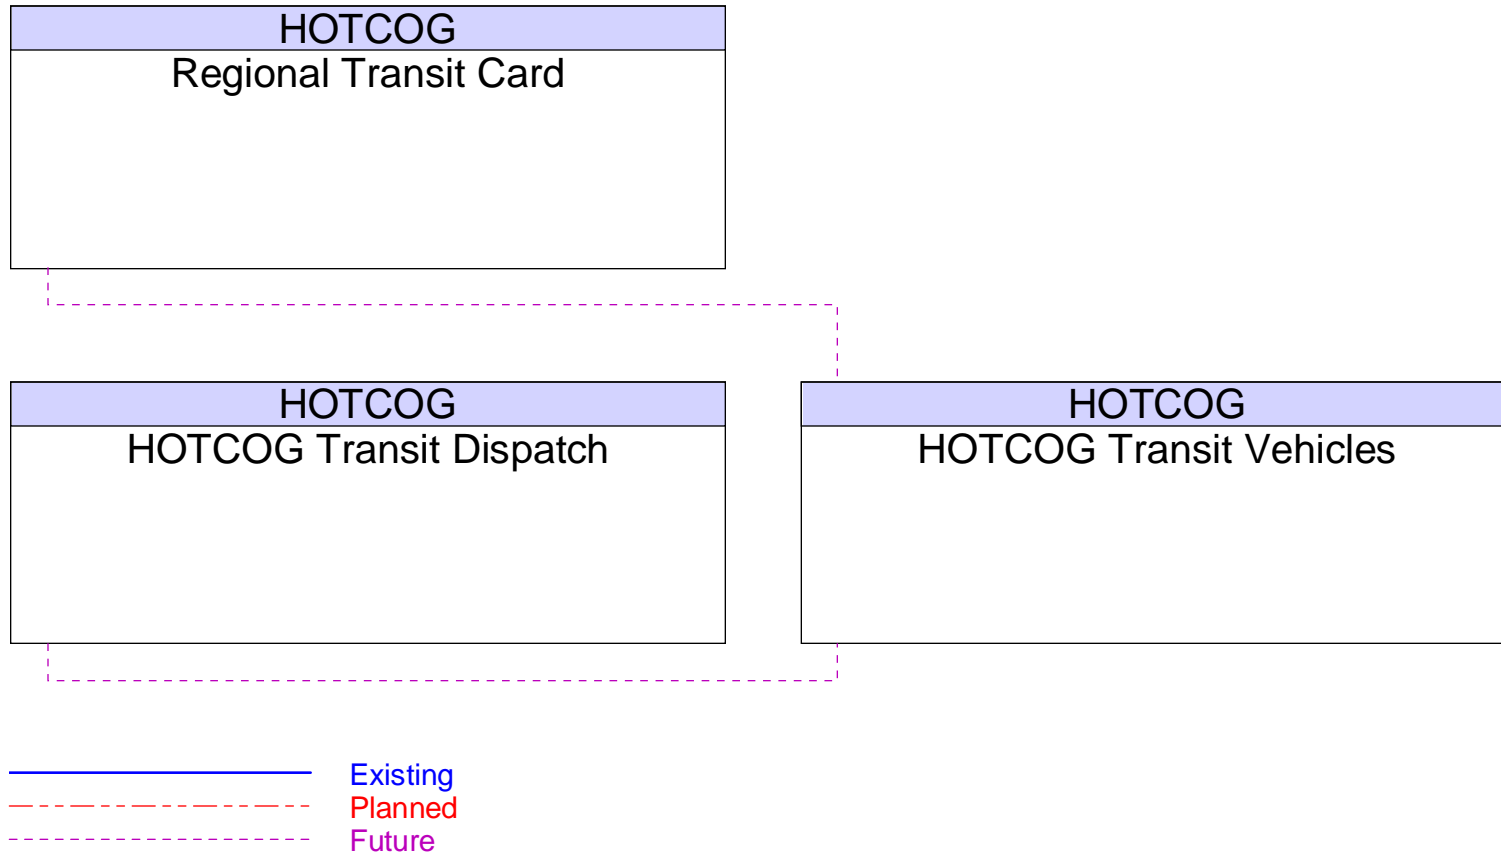 HOTCOG
Regional Transit Card
HOTCOG
HOTCOG Transit Dispatch
HOTCOG
HOTCOG Transit Vehicles
Existing
Planned
Future